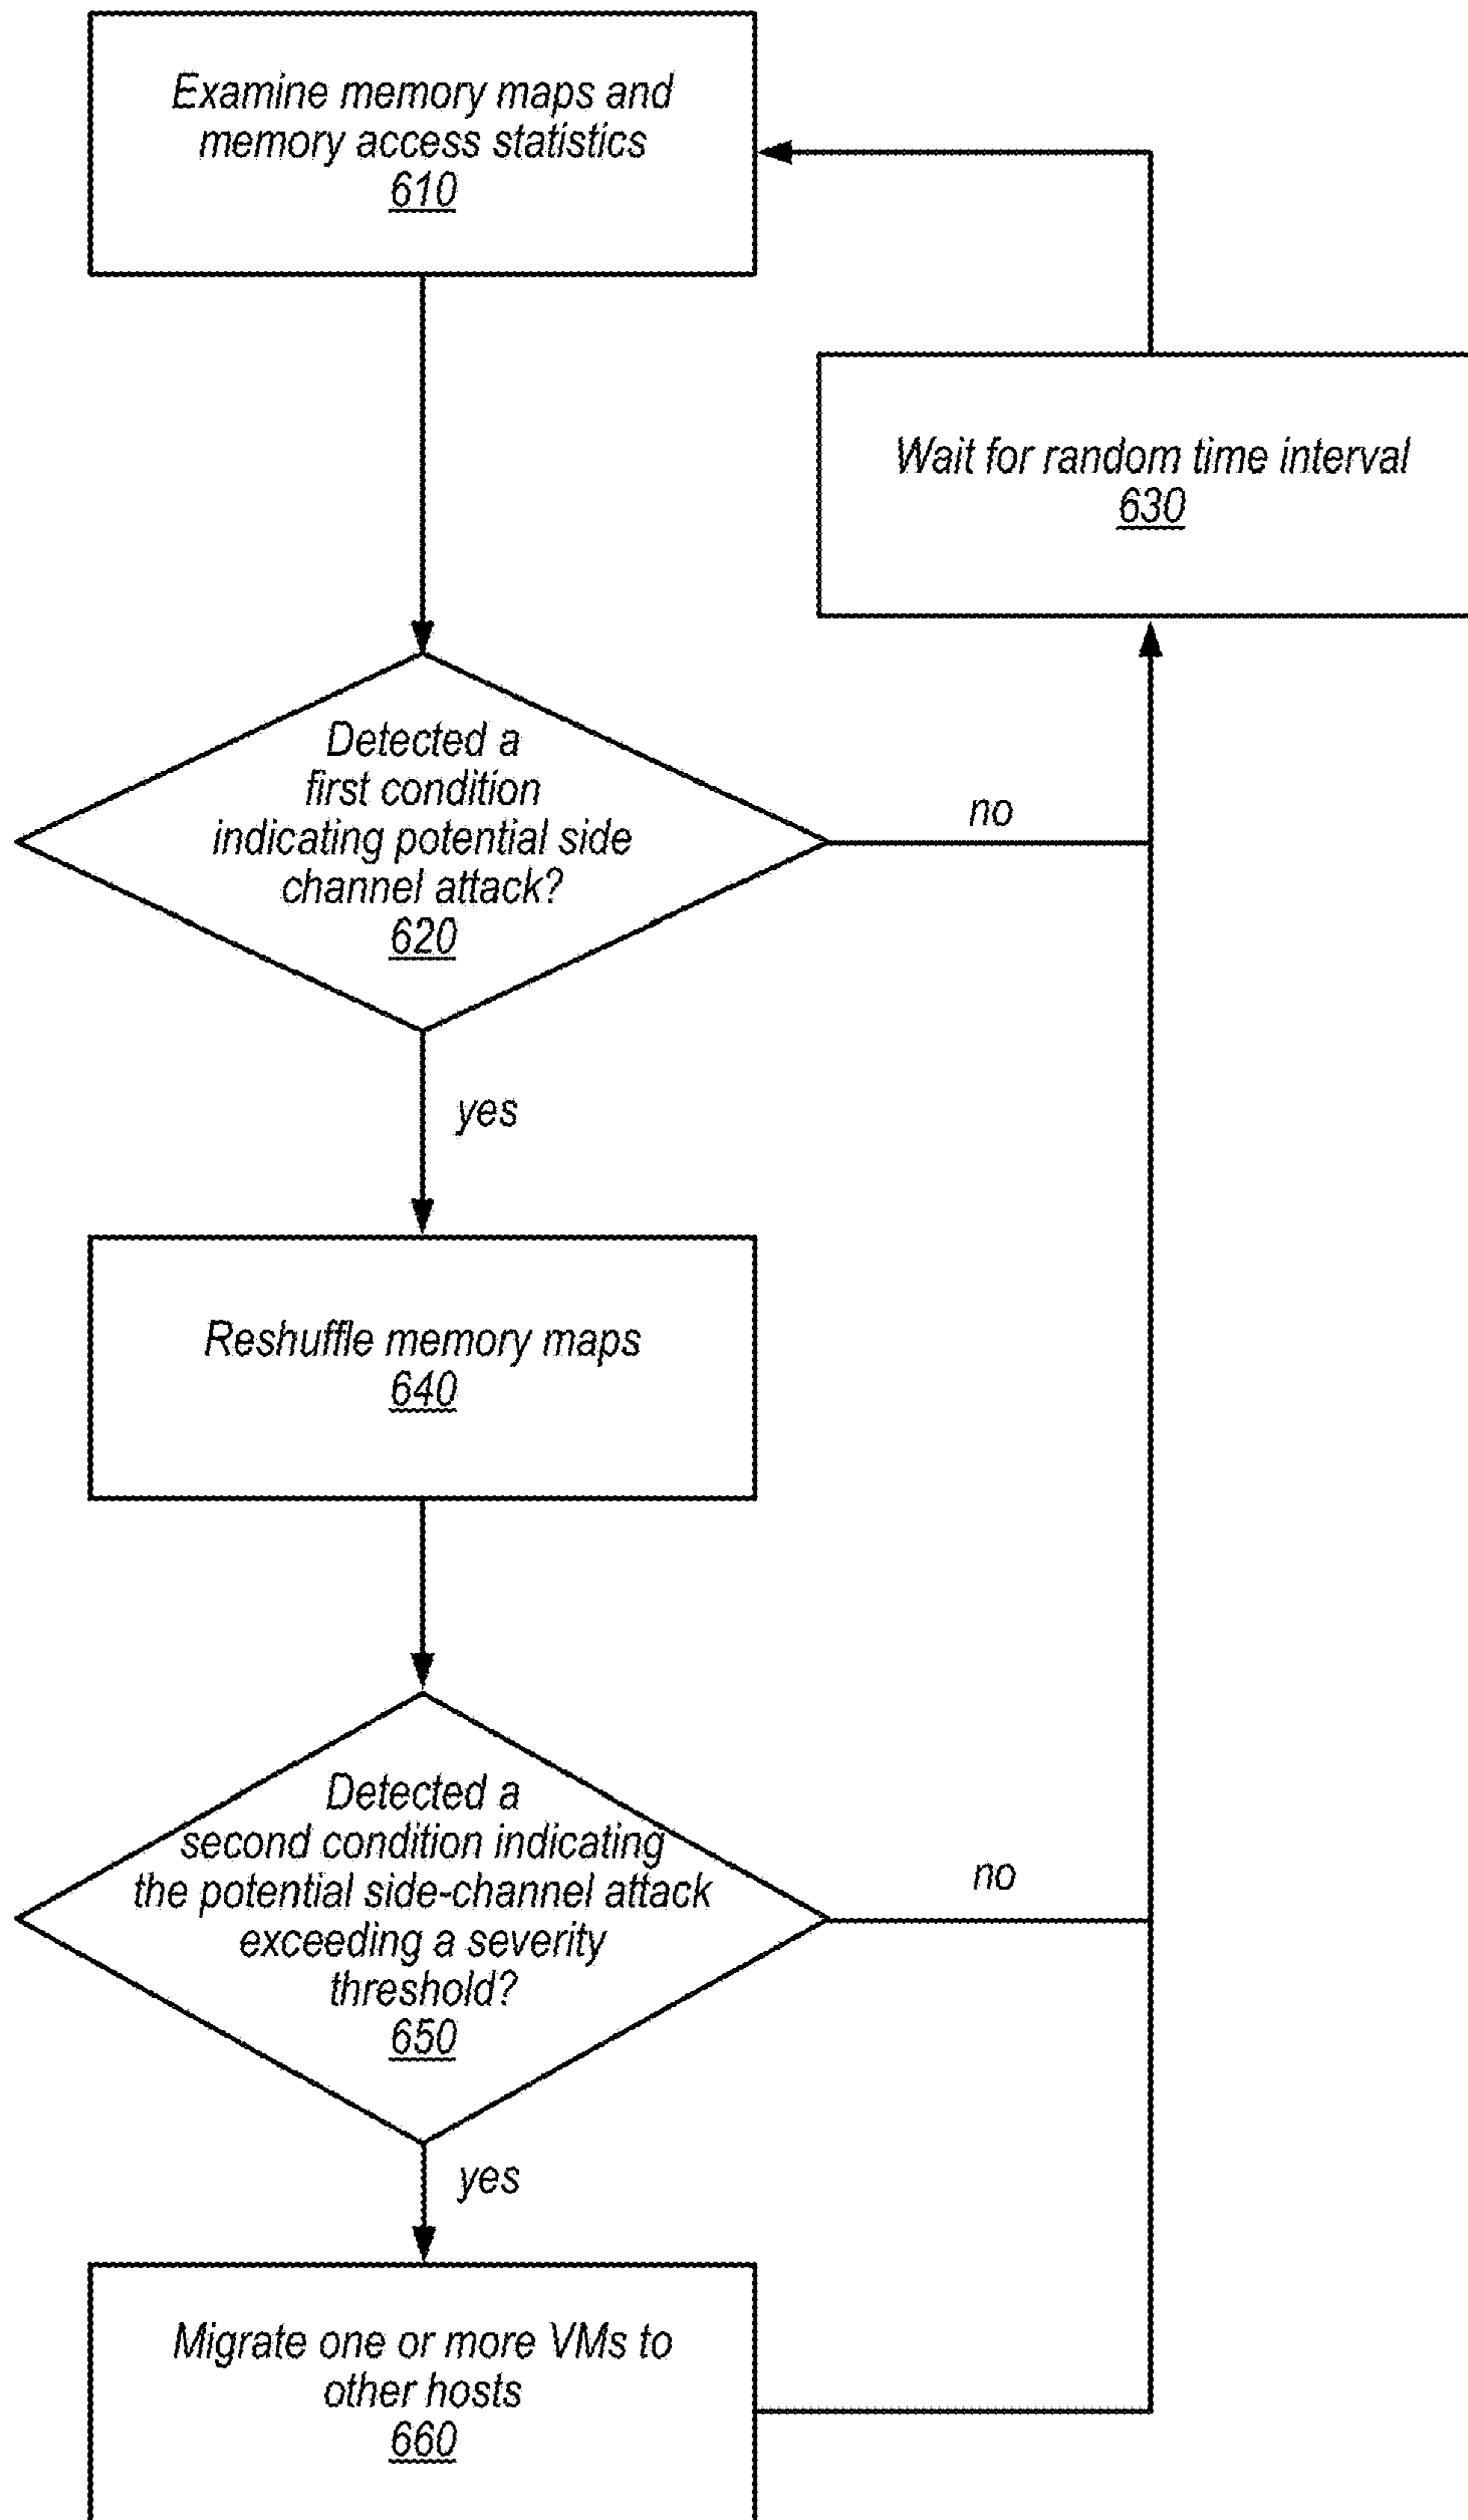 Examine memory maps and
memory access statistics
610
Wait for random time interval
630
Detected a
first condition
indicating potential side
channel attack?
620
no
yes
Reshuffle memory maps
640
Detected a
second condition indicating
the potential side-channel attack
exceeding a severity
threshold?
650
no
yes
Migrate one or more VMs to
other hosts
660